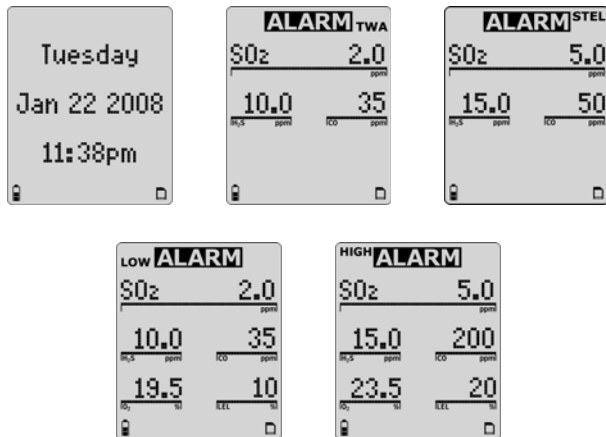 Tuesday
Jan 22 2008
11:38pm
ALARM TWA
SO2 2.0
ppm
10.0 35
H2S ppm CO ppm
ALARM STEL
SO2 5.0
ppm
15.0 50
H2S ppm CO ppm
LOW ALARM
SO2 2.0
ppm
10.0 35
H2S ppm CO ppm
19.5 10
O2 % LEL %
HIGH ALARM
SO2 5.0
ppm
15.0 200
H2S ppm CO ppm
23.5 20
O2 % LEL %